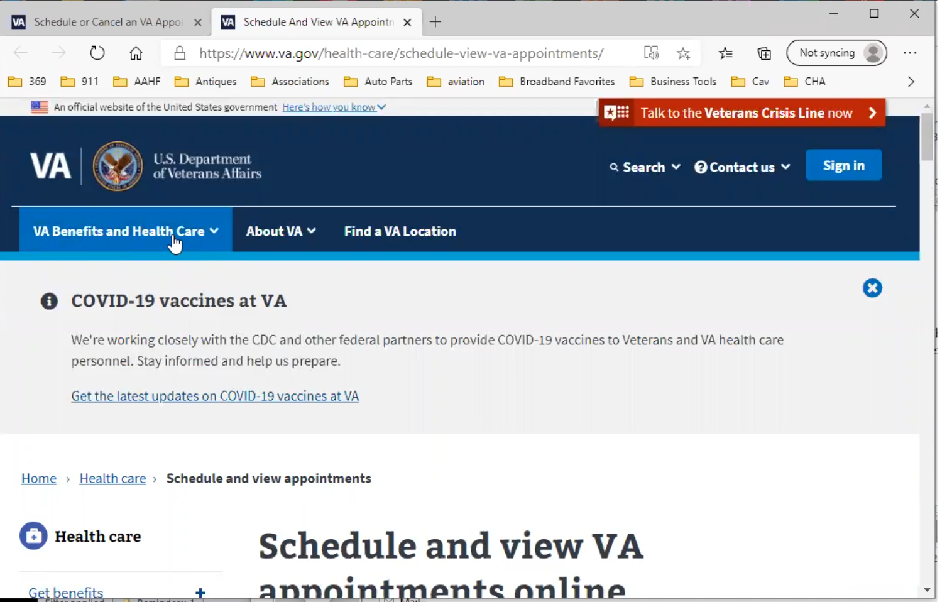 VA Schedule or Cancel an VA Appoi
VA Schedule And View VA Appointn
https://www.va.gov/health-care/schedule-view-va-appointments/
Not syncing
369 911 AAHF Antiques Associations Auto Parts aviation Broadband Favorites Business Tools Cav CHA
An official website of the United States government Here's how you know
Talk to the Veterans Crisis Line now
VA
U.S. Department
of Veterans Affairs
Search
Contact us
Sign in
VA Benefits and Health Care
About VA
Find a VA Location
COVID-19 vaccines at VA
We're working closely with the CDC and other federal partners to provide COVID-19 vaccines to Veterans and VA health care
personnel. Stay informed and help us prepare.
Get the latest updates on COVID-19 vaccines at VA
Home › Health care › Schedule and view appointments
Health care
Schedule and view VA
appointments online
Get benefits